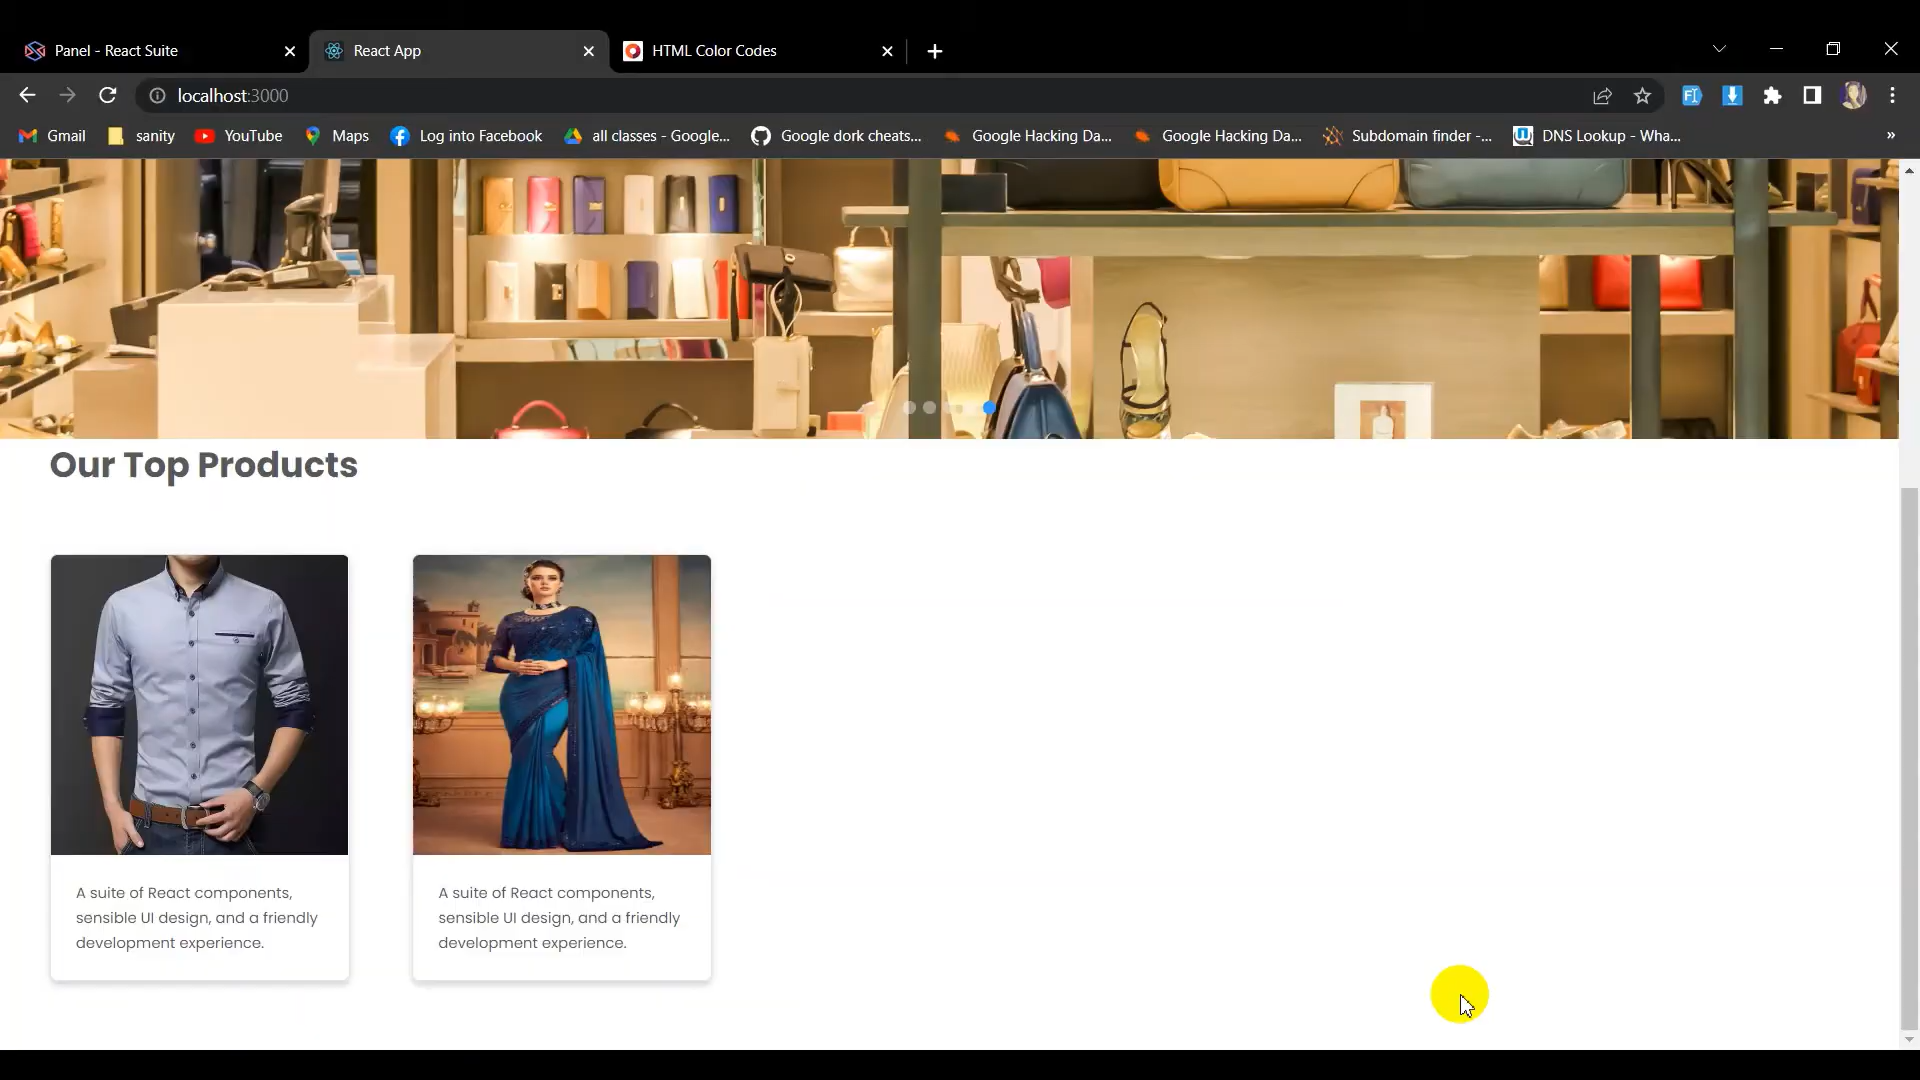 Panel - React Suite
React App
HTML Color Codes
localhost:3000
Gmail
sanity
YouTube
Maps
Log into Facebook
all classes - Google...
Google dork cheats...
Google Hacking Da...
Google Hacking Da...
Subdomain finder -...
DNS Lookup - Wha...
»
Our Top Products
A suite of React components,
sensible UI design, and a friendly
development experience.
A suite of React components,
sensible UI design, and a friendly
development experience.